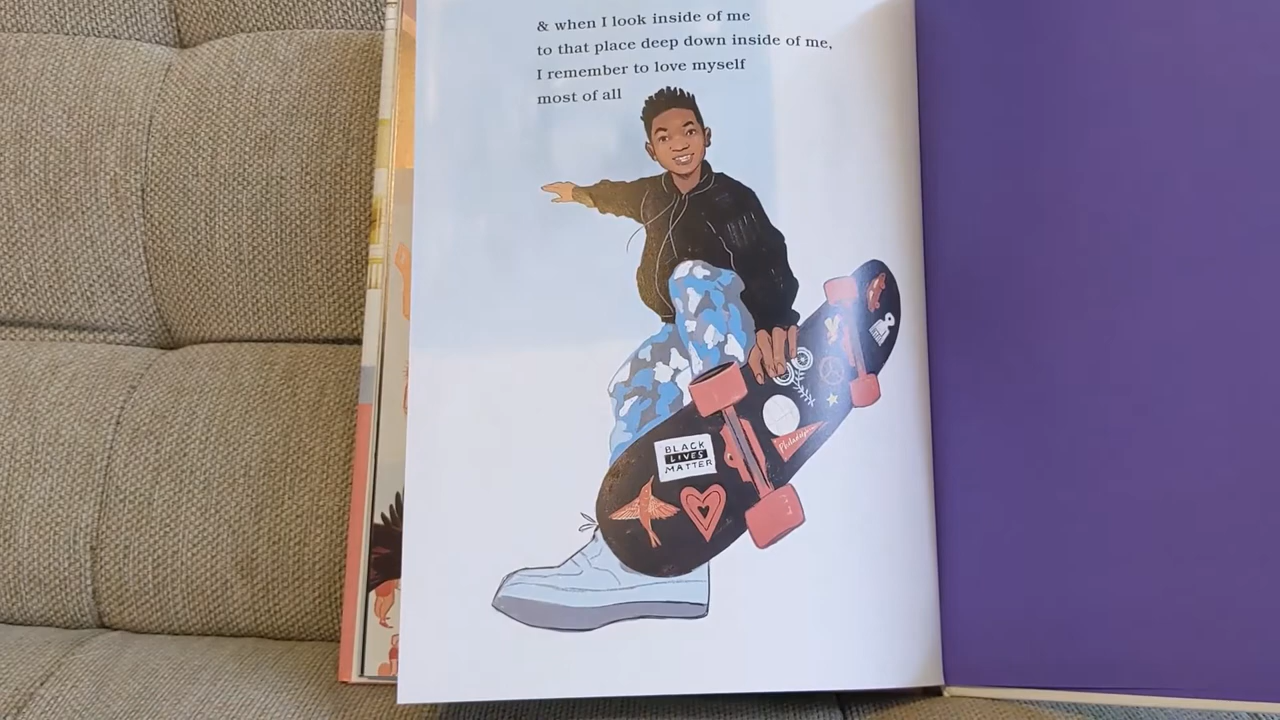 & when I look inside of me
to that place deep down inside of me,
I remember to love myself
most of all
BLACK
LIVES
MATTER